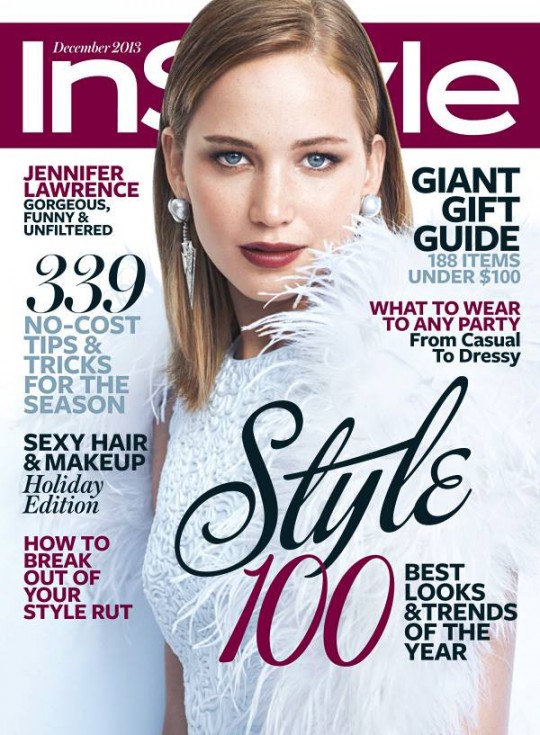 December 2013
InStyle
JENNIFER
LAWRENCE
GORGEOUS,
FUNNY &
UNFILTERED
339
NO-COST
TIPS &
TRICKS
FOR THE
SEASON
SEXY HAIR
& MAKEUP
Holiday
Edition
HOW TO
BREAK
OUT OF
YOUR
STYLE RUT
GIANT
GIFT
GUIDE
188 ITEMS
UNDER $100
WHAT TO WEAR
TO ANY PARTY
From Casual
To Dressy
Style
100
BEST
LOOKS
& TRENDS
OF THE
YEAR